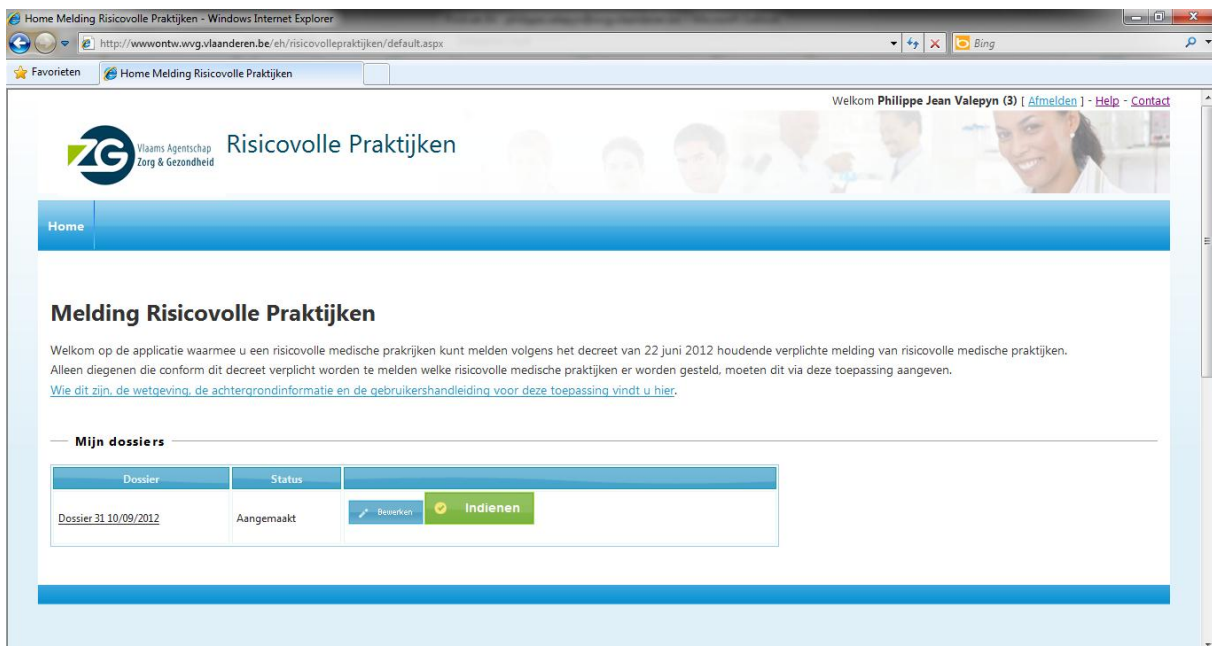 Home Melding Risicovolle Praktijken - Windows Internet Explorer
http://wwwontw.wvg.vlaanderen.be/eh/risicovollepraktijken/default.aspx
Bing
Favorieten
Home Melding Risicovolle Praktijken
Welkom Philippe Jean Valepyn (3) [ Afmelden ] - Help - Contact
ZG
Vlaams Agentschap
Zorg & Gezondheid
Risicovolle Praktijken
Home
Melding Risicovolle Praktijken
Welkom op de applicatie waarmee u een risicovolle medische prakrijken kunt melden volgens het decreet van 22 juni 2012 houdende verplichte melding van risicovolle medische praktijken.
Alleen diegenen die conform dit decreet verplicht worden te melden welke risicovolle medische praktijken er worden gesteld, moeten dit via deze toepassing aangeven.
Wie dit zijn, de wetgeving, de achtergrondinformatie en de gebruikershandleiding voor deze toepassing vindt u hier.
Mijn dossiers
Dossier Status
Dossier 31 10/09/2012 Aangemaakt Bewerken Indienen